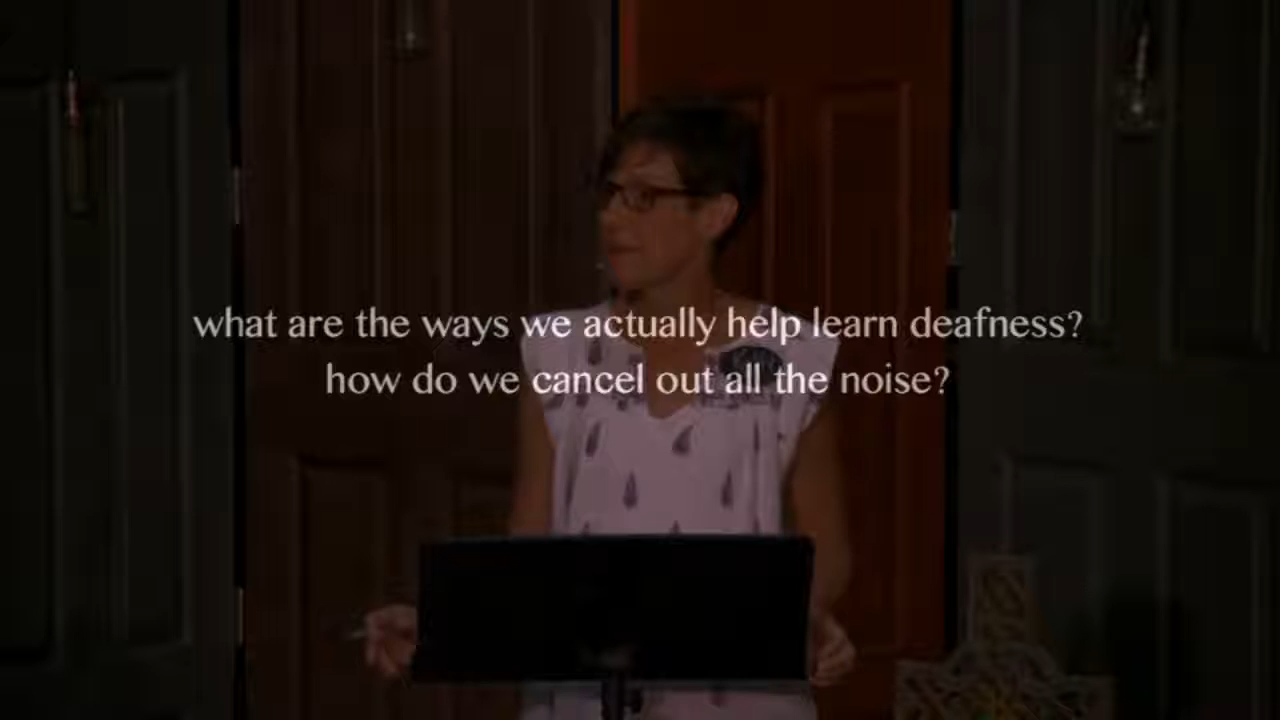 what are the ways we actually help learn deafness?
how do we cancel out all the noise?